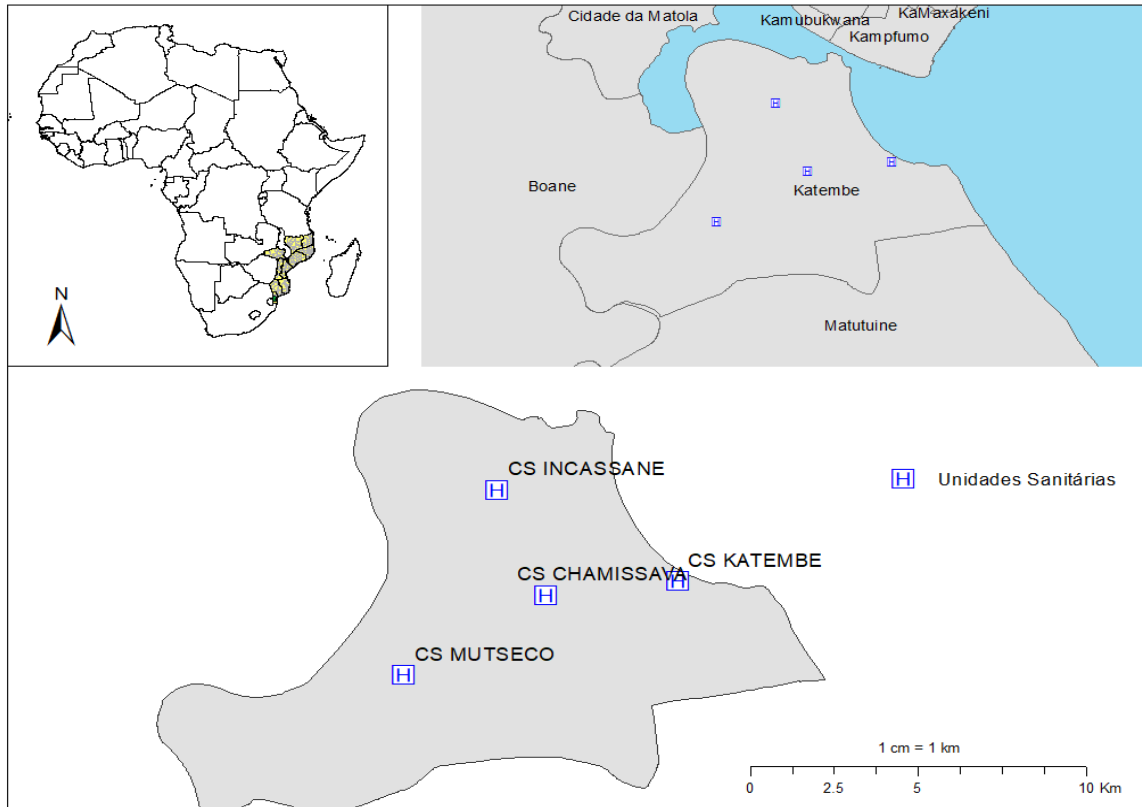 N
Cidade da Matola
Kamubukwana
KaMaxakeni
Kampfumo
Boane
Katembe
Matutuine
H
H
H
H
CS INCASSANE
H
CS KATEMBE
H
CS CHAMISSAVA
H
CS MUTSECO
H
H Unidades Sanitárias
1 cm = 1 km
0 2.5 5 10 Km